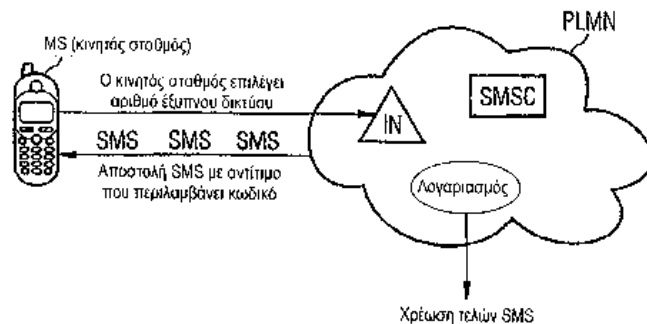 MS (κινητός σταθμός)
PLMN
Ο κινητός σταθμός επιλέγει
αριθμό έξυπνου δικτύου
IN
SMSC
SMS SMS SMS
Αποστολή SMS με αντίτιμο
που περιλαμβάνει κωδικό
Λογαριασμός
Χρέωση τελών SMS